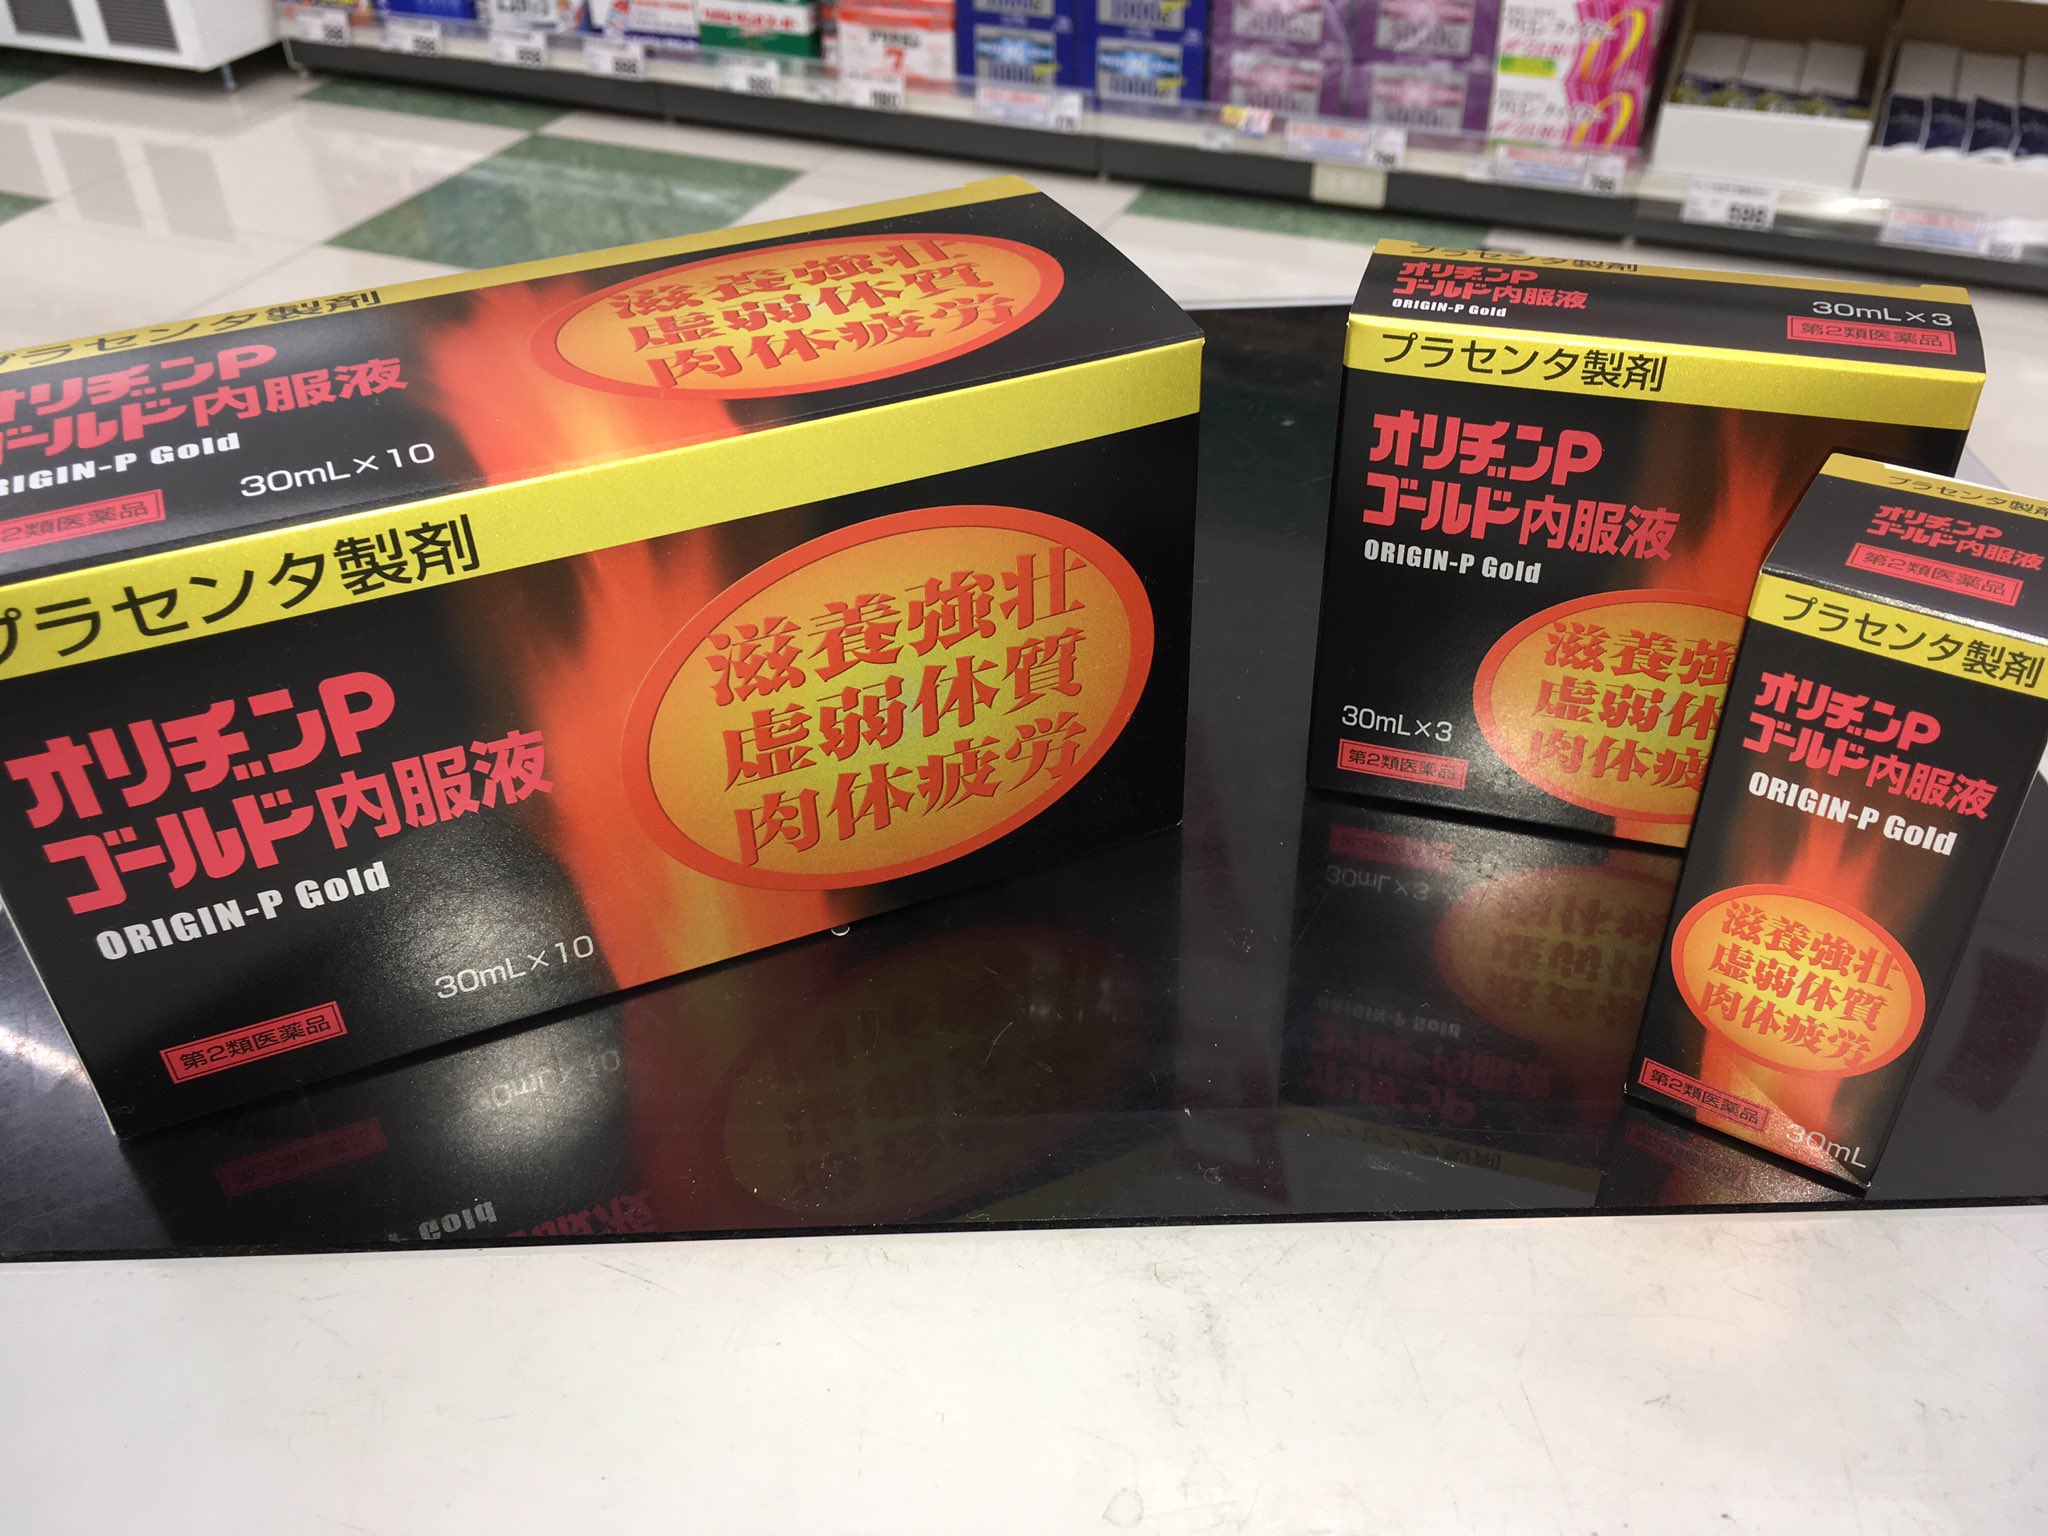 プラセンタ製剤
オリヂンP
ゴールド内服液
ORIGIN-P Gold
30mL×10
2類医薬品
滋養強壮
虚弱体質
肉体疲労
プラセンタ製剤
オリヂンP
ゴールド内服液
ORIGIN-P Gold
30mL×10
第2類医薬品
滋養強壮
虚弱体質
肉体疲労
プラセンタ製剤
オリヂンP
ゴールド内服液
ORIGIN-P Gold
30mL×3
第2類医薬品
プラセンタ製剤
オリヂンP
ゴールド内服液
ORIGIN-P Gold
30mL×3
第2類医薬品
滋養強
虚弱体
肉体疲
プラセンタ製剤
オリヂンP
ゴールド内服液
第2類医薬品
プラセンタ製剤
オリヂンP
ゴールド内服液
ORIGIN-P Gold
滋養強壮
虚弱体質
肉体疲労
第2類医薬品
30mL
598